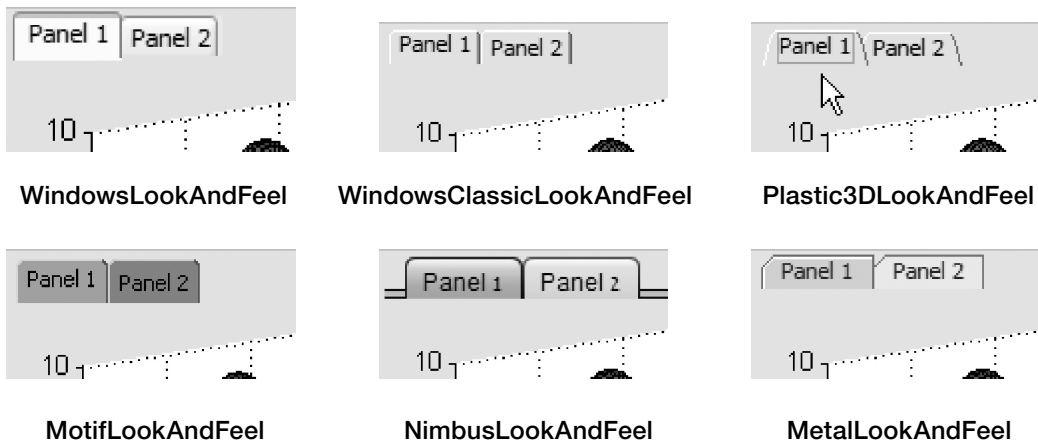 Panel 1 Panel 2
10
WindowsLookAndFeel
Panel 1 Panel 2
10
WindowsClassicLookAndFeel
Panel 1 Panel 2
10
Plastic3DLookAndFeel
Panel 1 Panel 2
10
MotifLookAndFeel
Panel 1 Panel 2
10
NimbusLookAndFeel
Panel 1 Panel 2
10
MetalLookAndFeel